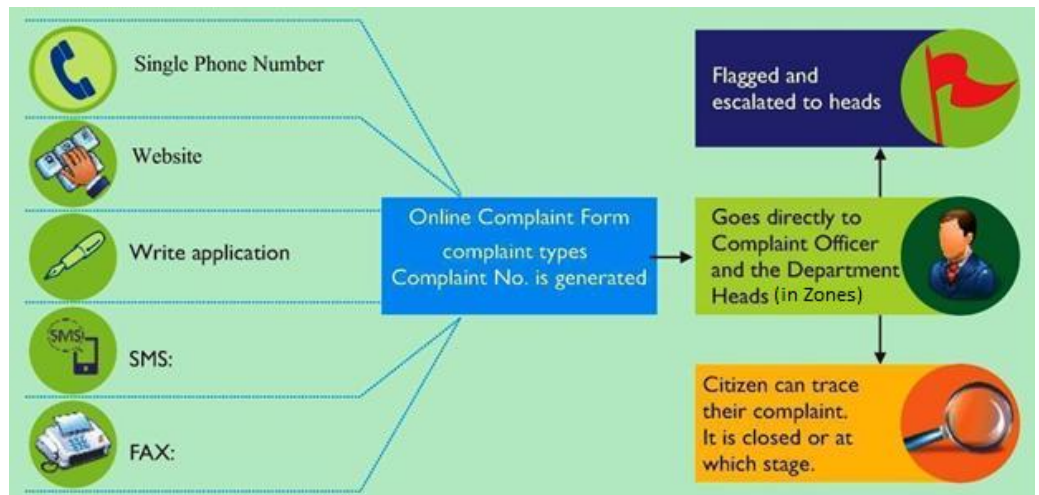 Single Phone Number
Website
Write application
SMS
SMS:
FAX:
Online Complaint Form
complaint types
Complaint No. is generated
Flagged and
escalated to heads
Goes directly to
Complaint Officer
and the Department
Heads (in Zones)
Citizen can trace
their complaint.
It is closed or at
which stage.